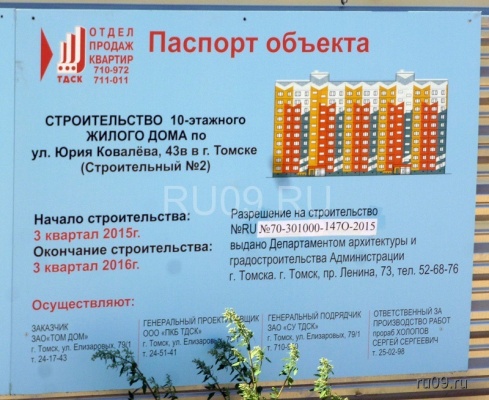 ОТДЕЛ
ПРОДАЖ
КВАРТИР
710-972
711-011
ТДСК
Паспорт объекта
СТРОИТЕЛЬСТВО 10-этажного
ЖИЛОГО ДОМА по
ул. Юрия Ковалёва, 43в в г. Томске
(Строительный №2)
RU09.RU
Начало строительства:
3 квартал 2015г.
Окончание строительства:
3 квартал 2016г.
Разрешение на строительство
№RU №70-301000-147О-2015
выдано Департаментом архитектуры и
градостроительства Администрации
г. Томска. г. Томск, пр. Ленина, 73, тел. 52-68-76
Осуществляют:
ЗАКАЗЧИК
ЗАО«ТОМ ДОМ»
г. Томск, ул. Елизаровых, 79/1
т. 24-17-43
ГЕНЕРАЛЬНЫЙ ПРОЕКТИРОВЩИК
ООО «ПКБ ТДСК»
г. Томск, ул. Елизаровых, 79/1
т. 24-51-41
ГЕНЕРАЛЬНЫЙ ПОДРЯДЧИК
ЗАО «СУ ТДСК»
г. Томск, ул. Елизаровых, 79/1
т. 710-
ОТВЕТСТВЕННЫЙ ЗА
ПРОИЗВОДСТВО РАБОТ
прораб ХОЛОПОВ
СЕРГЕЙ СЕРГЕЕВИЧ
т. 25-02-98
ru09.ru